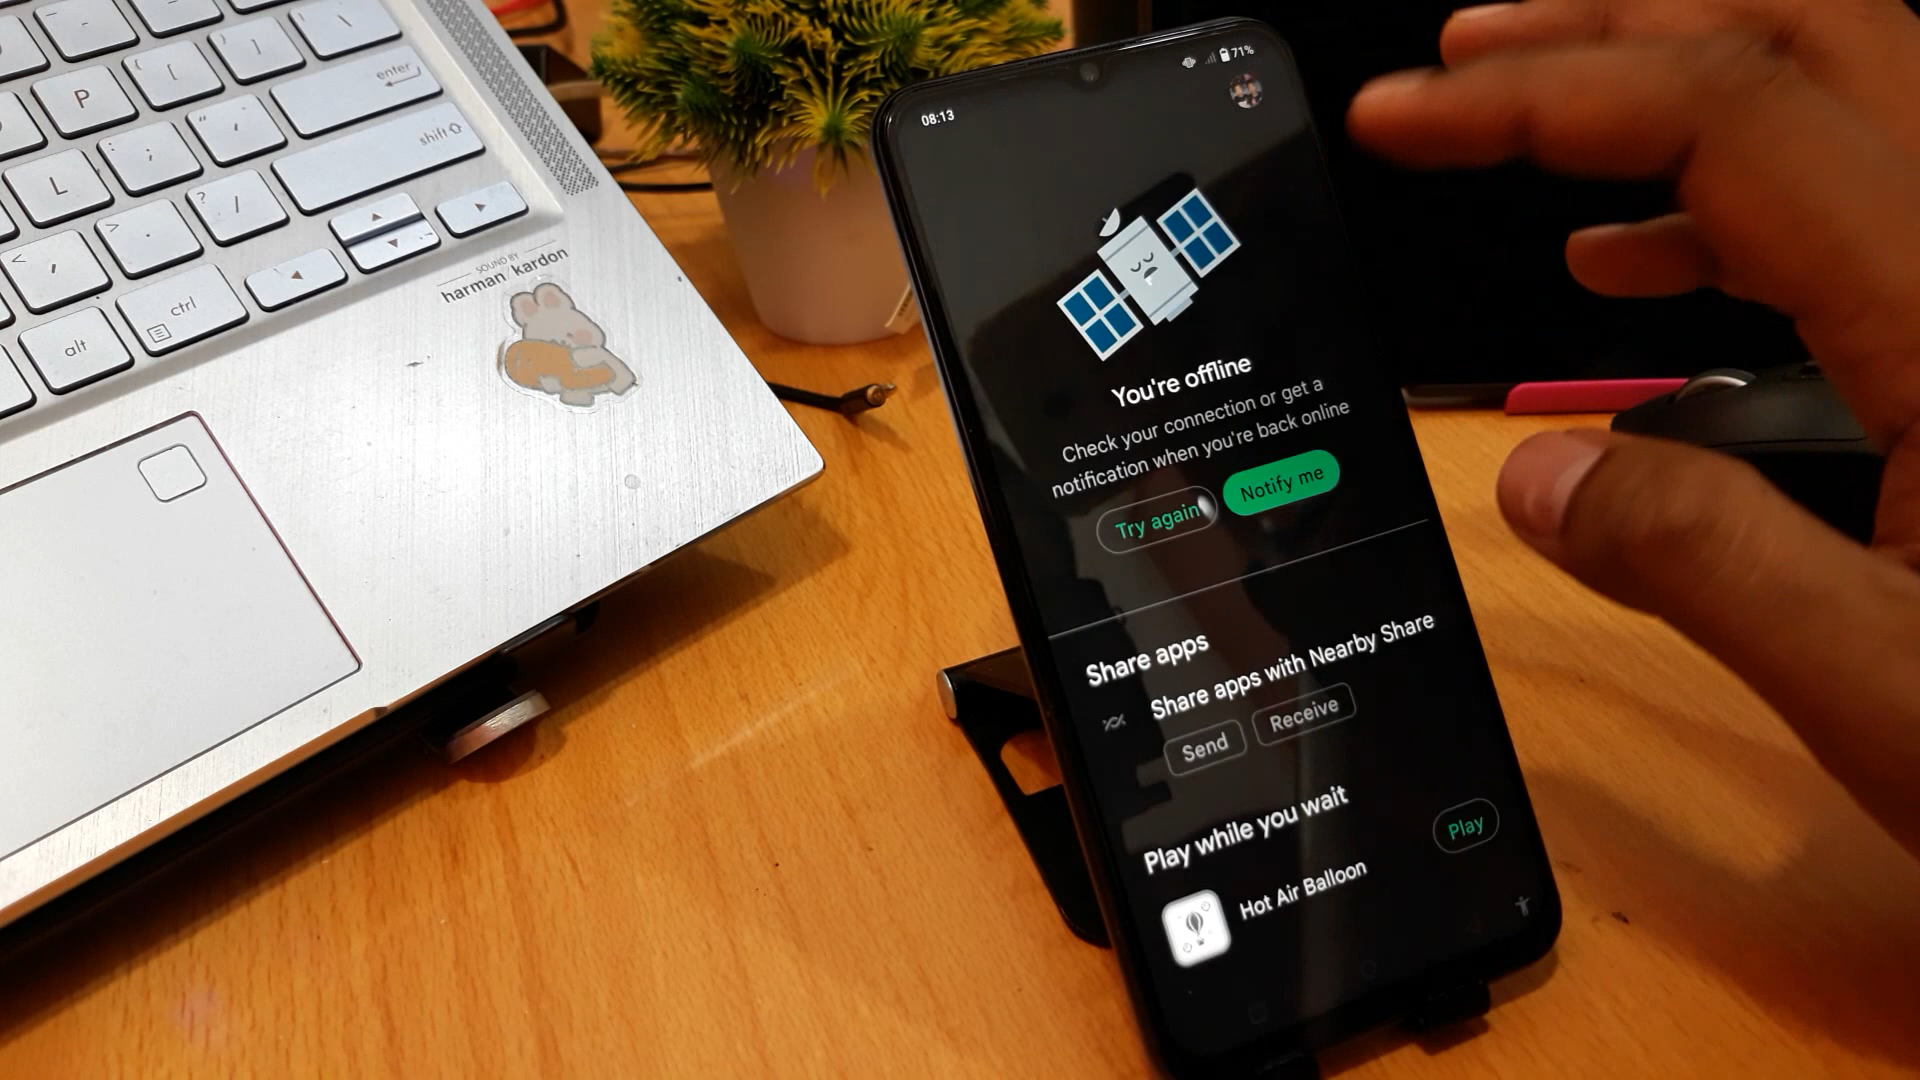 P
enter
L
shift
alt
ctrl
SOUND BY
harman/kardon
08:13
71%
You're offline
Check your connection or get a
notification when you're back online
Try again
Notify me
Share apps
Share apps with Nearby Share
Send
Receive
Play while you wait
Hot Air Balloon
Play